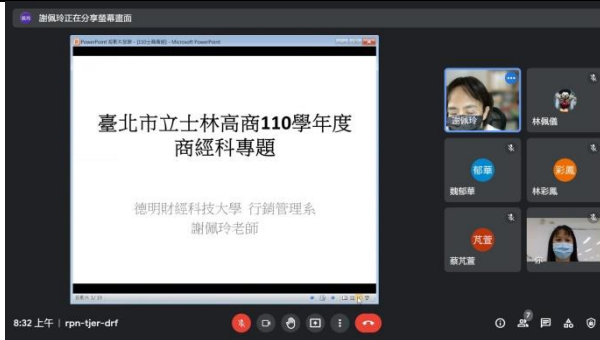 謝佩玲正在分享螢幕畫面
臺北市立士林高商110學年度
商經科專題
德明財經科技大學 行銷管理系
謝佩玲老師
謝佩玲
林佩儀
郁華
魏郁華
彩鳳
林彩鳳
芃萱
蔡芃萱
你
8:32 上午 | rpn-tjer-drf
7